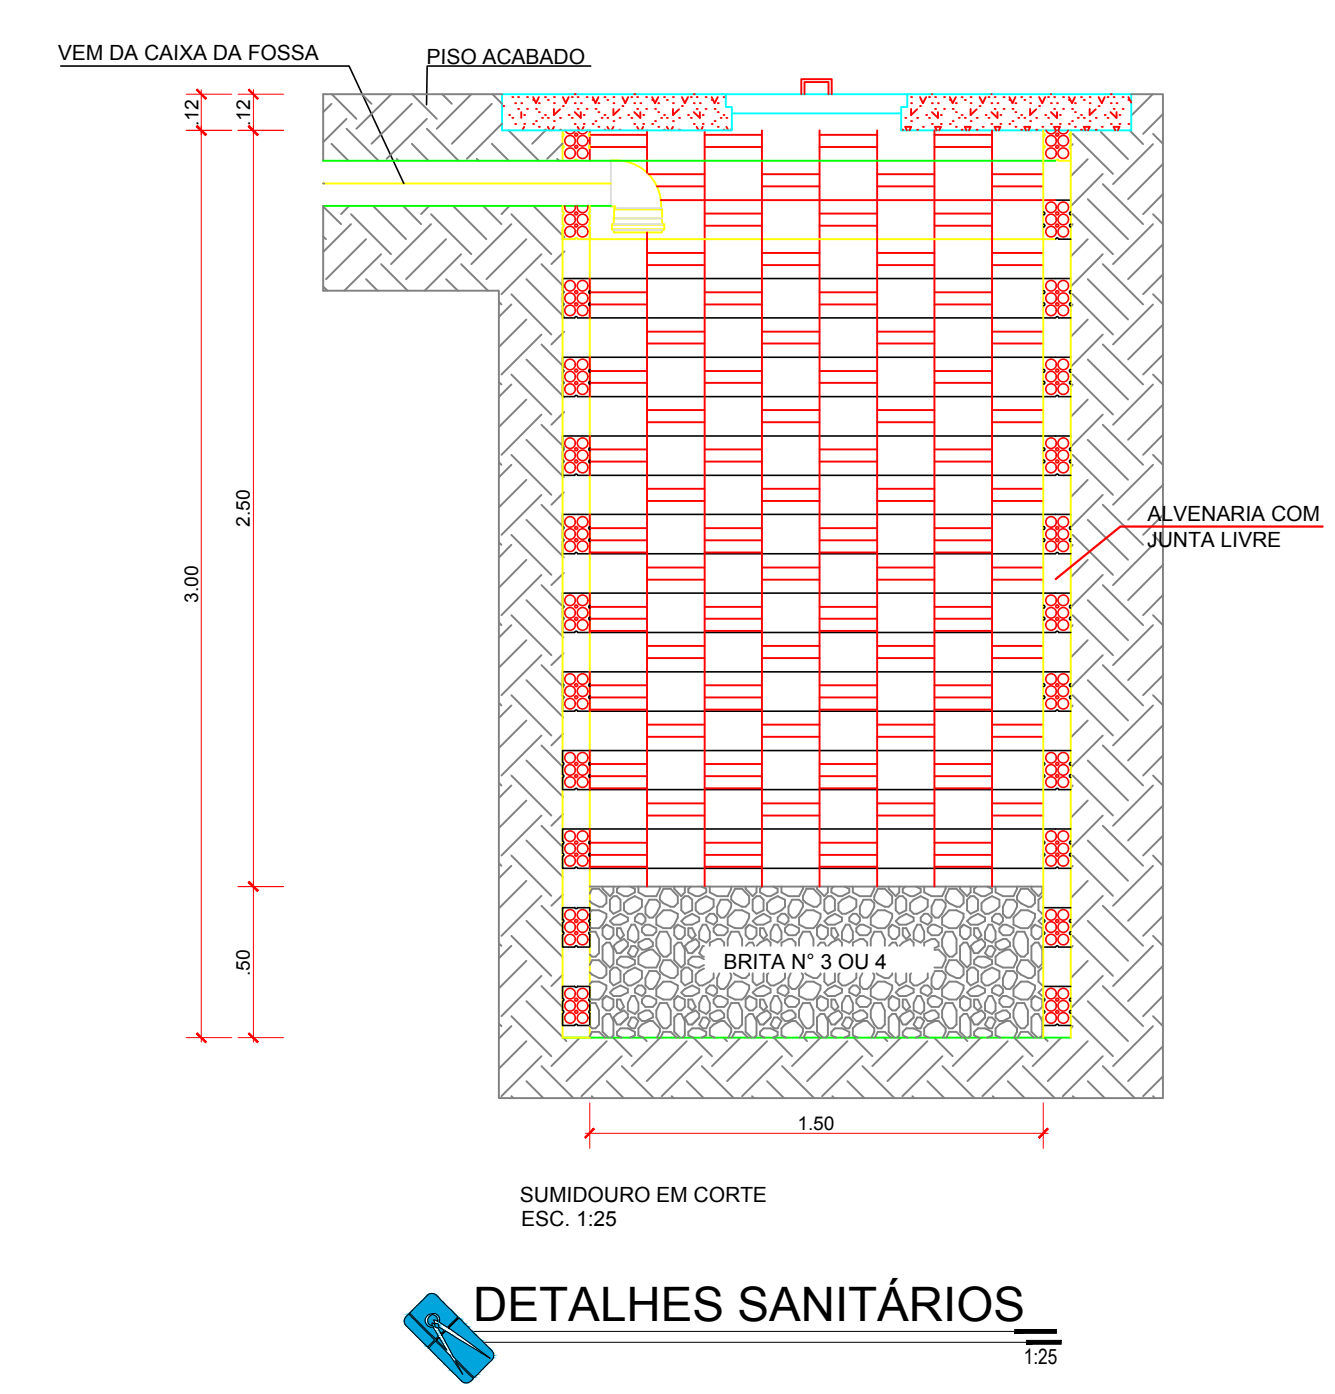 VEM DA CAIXA DA FOSSA
PISO ACABADO
.12
.12
2.50
3.00
ALVENARIA COM
JUNTA LIVRE
.50
BRITA N° 3 OU 4
1.50
SUMIDOURO EM CORTE
ESC. 1:25
DETALHES SANITÁRIOS
1:25